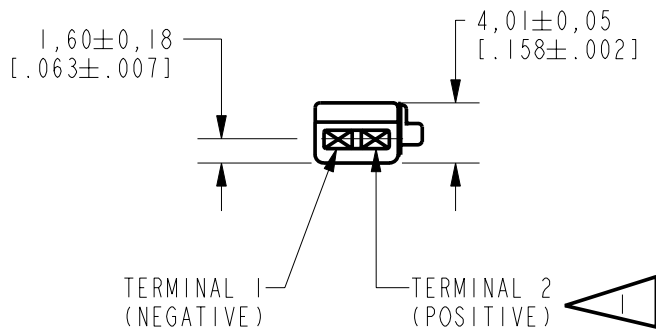 1,60±0,18
[.063±.007]
4,01±0,05
[.158±.002]
TERMINAL 1
(NEGATIVE)
TERMINAL 2
(POSITIVE)
1